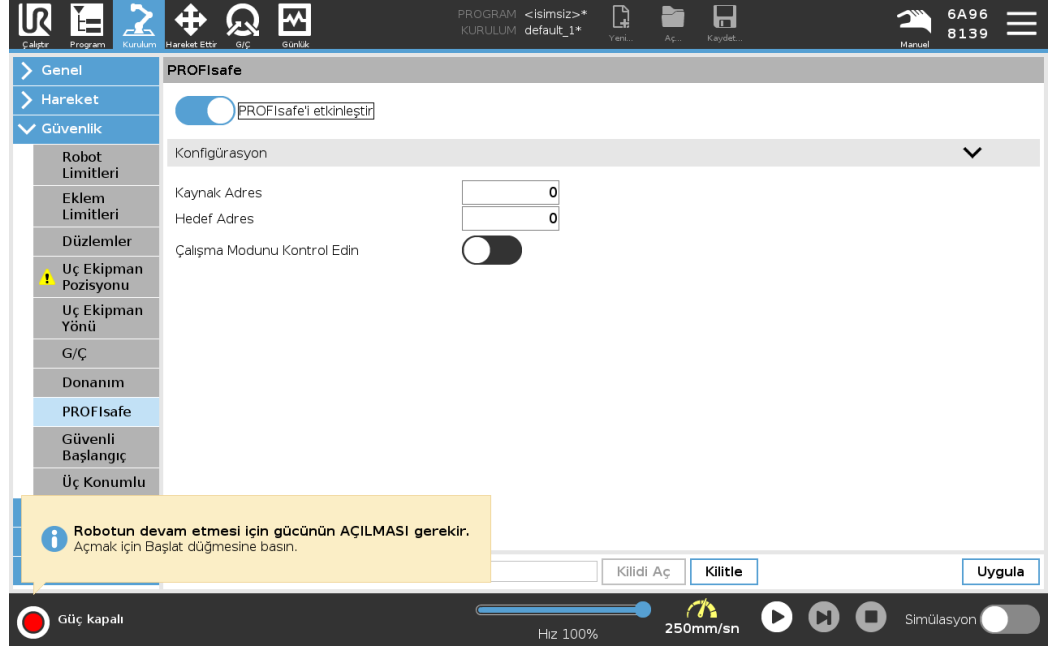 PROGRAM <isimsiz>*
KURULUM default_1*
Çalıştır Program Kurulum Hareket Ettir G/Ç Günlük
Yeni... Aç... Kaydet...
Manuel
6A96
8139
Genel
Hareket
Güvenlik
Robot
Limitleri
Eklem
Limitleri
Düzlemler
Uç Ekipman
Pozisyonu
Uç Ekipman
Yönü
G/Ç
Donanım
PROFIsafe
Güvenli
Başlangıç
Üç Konumlu
PROFIsafe
PROFIsafe'i etkinleştir
Konfigürasyon
Kaynak Adres 0
Hedef Adres 0
Çalışma Modunu Kontrol Edin
Robotun devam etmesi için gücünün AÇILMASI gerekir.
Açmak için Başlat düğmesine basın.
Kilidi Aç Kilitle Uygula
Güç kapalı
Hız 100%
250mm/sn
Simülasyon